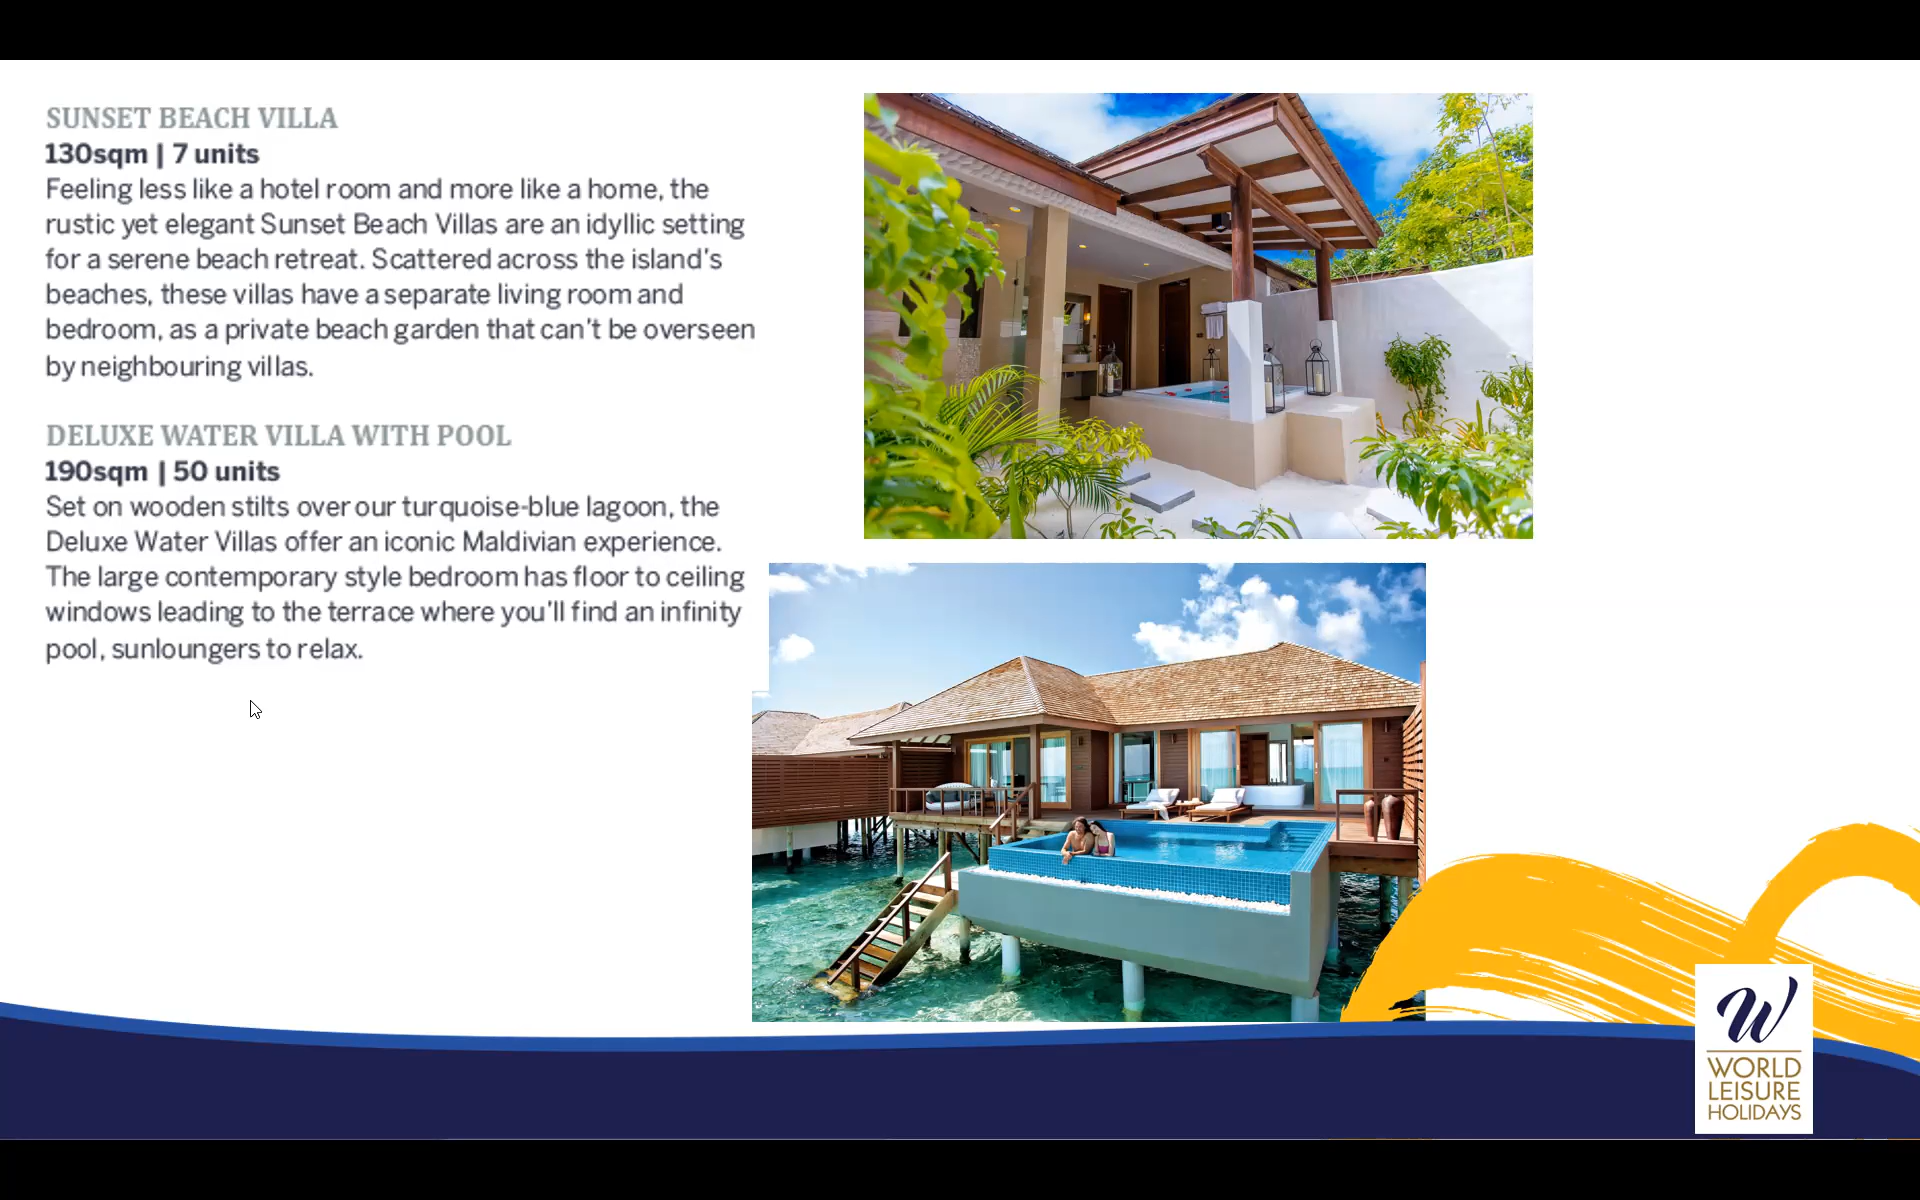 SUNSET BEACH VILLA
130sqm | 7 units
Feeling less like a hotel room and more like a home, the
rustic yet elegant Sunset Beach Villas are an idyllic setting
for a serene beach retreat. Scattered across the island's
beaches, these villas have a separate living room and
bedroom, as a private beach garden that can't be overseen
by neighbouring villas.
DELUXE WATER VILLA WITH POOL
190sqm | 50 units
Set on wooden stilts over our turquoise-blue lagoon, the
Deluxe Water Villas offer an iconic Maldivian experience.
The large contemporary style bedroom has floor to ceiling
windows leading to the terrace where you'll find an infinity
pool, sunloungers to relax.
W
WORLD
LEISURE
HOLIDAYS